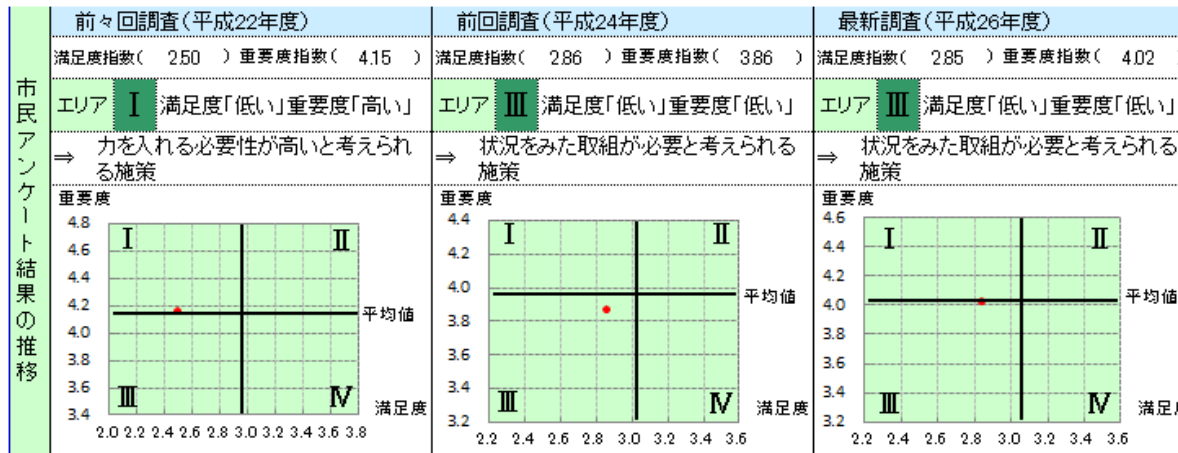 市民アンケート結果の推移
前々回調査(平成22年度)
満足度指数( 2.50 )重要度指数( 4.15 )
エリア Ⅰ 満足度「低い」重要度「高い」
⇒ 力を入れる必要性が高いと考えられ
る施策
重要度
4.8
4.6
4.4
4.2
4.0
3.8
3.6
3.4
Ⅰ Ⅱ
平均値
Ⅲ Ⅳ
満足度
2.0 2.2 2.4 2.6 2.8 3.0 3.2 3.4 3.6 3.8
前回調査(平成24年度)
満足度指数( 2.86 )重要度指数( 3.86 )
エリア Ⅲ 満足度「低い」重要度「低い」
⇒ 状況をみた取組が必要と考えられる
施策
重要度
4.4
4.2
4.0
3.8
3.6
3.4
3.2
Ⅰ Ⅱ
平均値
Ⅲ Ⅳ
満足度
2.2 2.4 2.6 2.8 3.0 3.2 3.4 3.6
最新調査(平成26年度)
満足度指数( 2.85 )重要度指数( 4.02
エリア Ⅲ 満足度「低い」重要度「低い」
⇒ 状況をみた取組が必要と考えられる
施策
重要度
4.6
4.4
4.2
4.0
3.8
3.6
3.4
3.2
Ⅰ Ⅱ
平均値
Ⅲ Ⅳ
満足
2.2 2.4 2.6 2.8 3.0 3.2 3.4 3.6